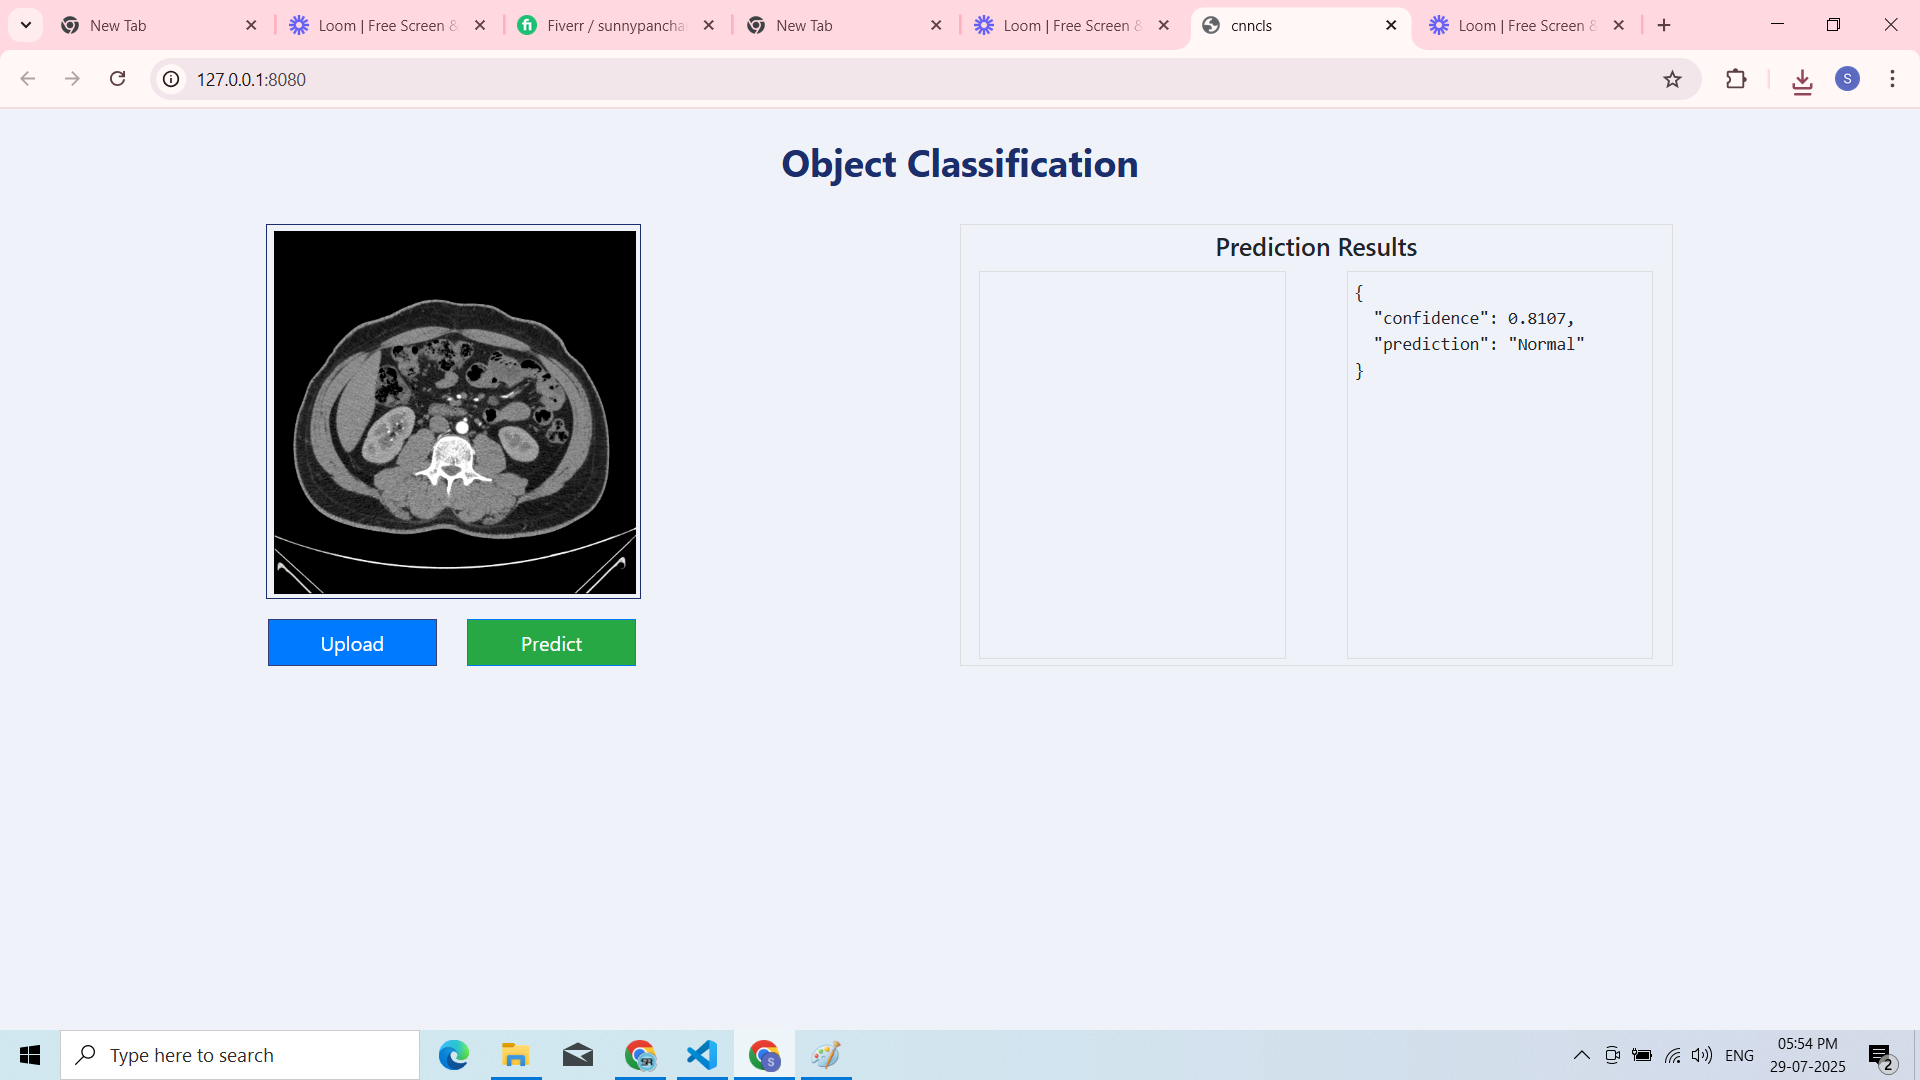 New Tab
Loom | Free Screen &
Fiverr / sunnypancha
New Tab
Loom | Free Screen &
cnncls
Loom | Free Screen &
127.0.0.1:8080
S
Object Classification
Prediction Results
{
"confidence": 0.8107,
"prediction": "Normal"
}
Upload
Predict
Type here to search
SR
S
ENG
05:54 PM
29-07-2025
2